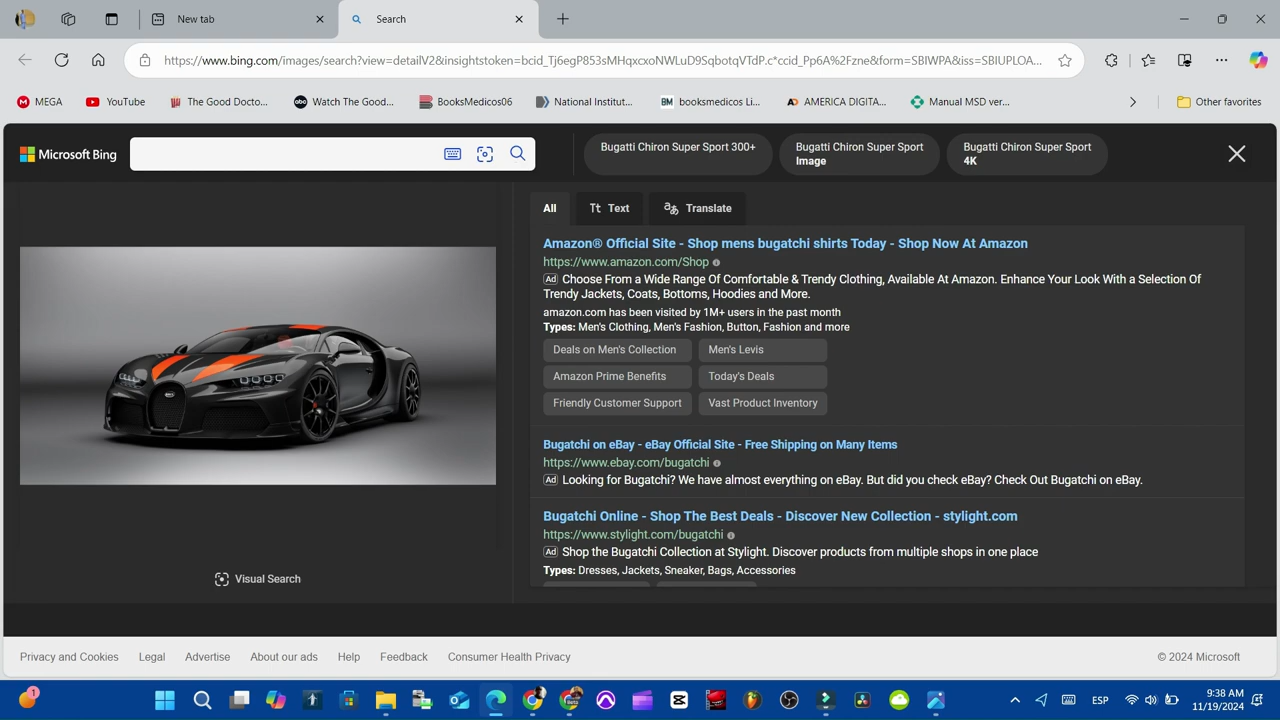 New tab
Search
https://www.bing.com/images/search?view=detailV2&insightstoken=bcid_Tj6egP853sMHqxcxoNWLuD9SqbotqVTdP.c*ccid_Pp6A%2Fzne&form=SBIWPA&iss=SBIUPLOA...
MEGA
YouTube
The Good Docto...
Watch The Good...
BooksMedicos06
National Institut...
booksmedicos Li...
AMERICA DIGITA...
Manual MSD ver...
Other favorites
Microsoft Bing
Bugatti Chiron Super Sport 300+
Bugatti Chiron Super Sport
Image
Bugatti Chiron Super Sport
4K
All
Text
Translate
Amazon® Official Site - Shop mens bugatchi shirts Today - Shop Now At Amazon
https://www.amazon.com/Shop
Ad Choose From a Wide Range Of Comfortable & Trendy Clothing, Available At Amazon. Enhance Your Look With a Selection Of
Trendy Jackets, Coats, Bottoms, Hoodies and More.
amazon.com has been visited by 1M+ users in the past month
Types: Men's Clothing, Men's Fashion, Button, Fashion and more
Deals on Men's Collection
Men's Levis
Amazon Prime Benefits
Today's Deals
Friendly Customer Support
Vast Product Inventory
Bugatchi on eBay - eBay Official Site - Free Shipping on Many Items
https://www.ebay.com/bugatchi
Ad Looking for Bugatchi? We have almost everything on eBay. But did you check eBay? Check Out Bugatchi on eBay.
Bugatchi Online - Shop The Best Deals - Discover New Collection - stylight.com
https://www.stylight.com/bugatchi
Ad Shop the Bugatchi Collection at Stylight. Discover products from multiple shops in one place
Types: Dresses, Jackets, Sneaker, Bags, Accessories
Visual Search
Privacy and Cookies
Legal
Advertise
About our ads
Help
Feedback
Consumer Health Privacy
© 2024 Microsoft
1
ESP
9:38 AM
11/19/2024